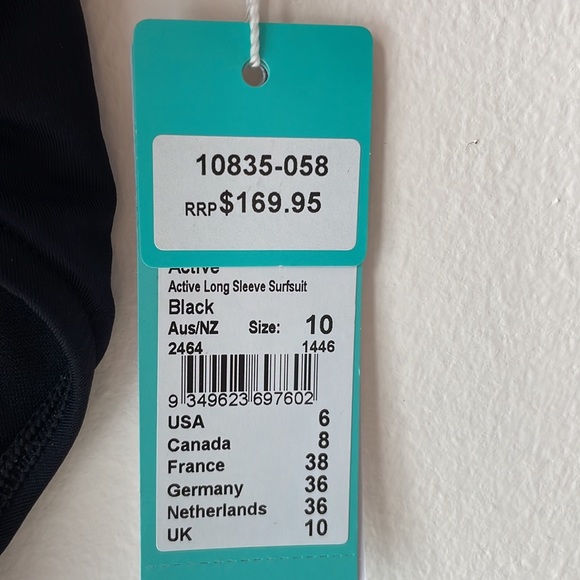 10835-058
RRP$169.95
Active
Active Long Sleeve Surfsuit
Black
Aus/NZ Size: 10
2464 1446
9 349623 697602
USA 6
Canada 8
France 38
Germany 36
Netherlands 36
UK 10